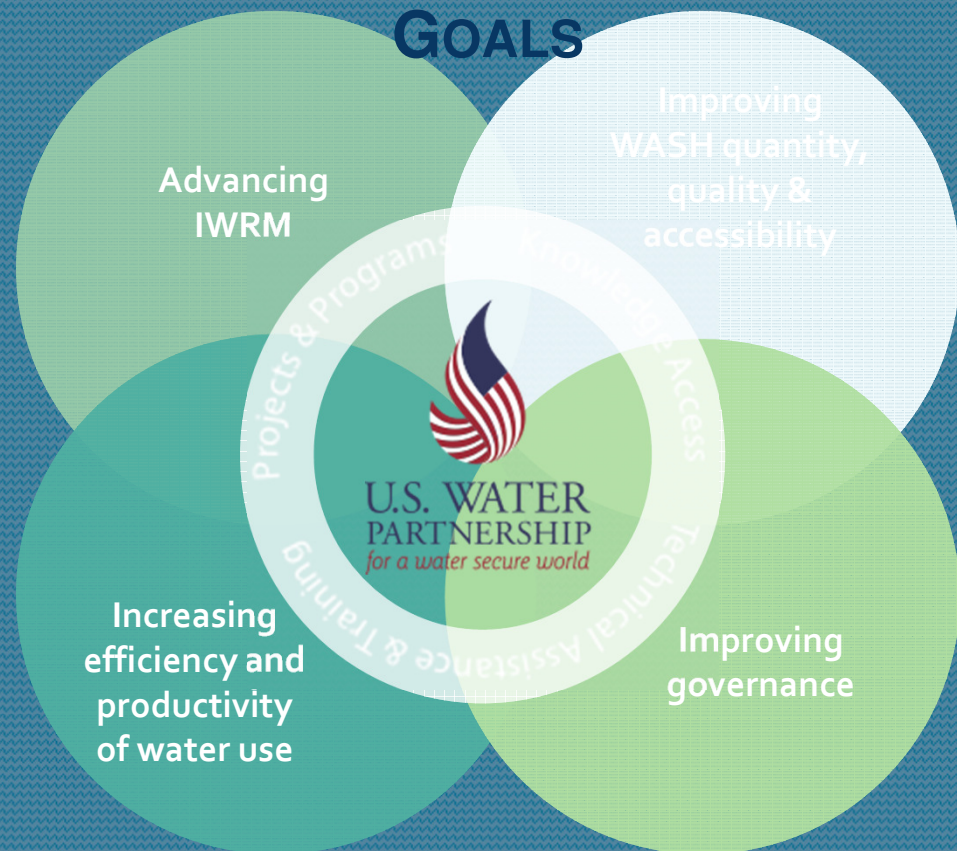 GOALS
Advancing
IWRM
Improving
WASH quantity,
quality &
accessibility
Projects & Programs
Knowledge Access
Technical Assistance & Training
U.S. WATER
PARTNERSHIP
for a water secure world
Increasing
efficiency and
productivity
of water use
Improving
governance